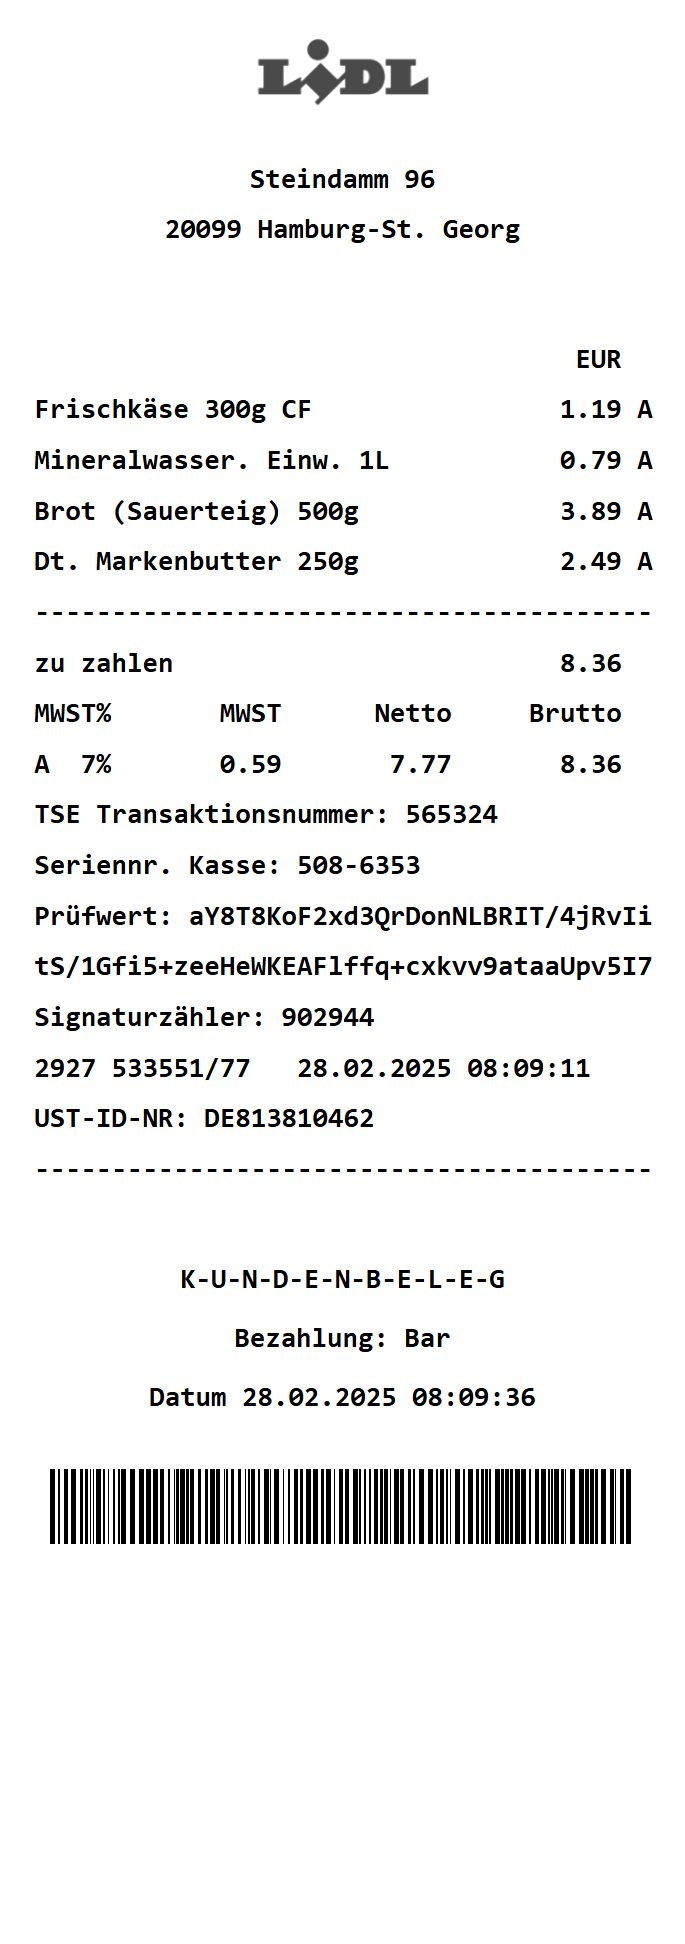 LIDL
Steindamm 96
20099 Hamburg-St. Georg
EUR
Frischkäse 300g CF 1.19 A
Mineralwasser. Einw. 1L 0.79 A
Brot (Sauerteig) 500g 3.89 A
Dt. Markenbutter 250g 2.49 A
----------------------------------------
zu zahlen 8.36
MWST% MWST Netto Brutto
A 7% 0.59 7.77 8.36
TSE Transaktionsnummer: 565324
Seriennr. Kasse: 508-6353
Prüfwert: aY8T8KoF2xd3QrDonNLBRIT/4jRvIi
tS/1Gfi5+zeeHeWKEAFlffq+cxkvv9ataaUpv5I7
Signaturzähler: 902944
2927 533551/77 28.02.2025 08:09:11
UST-ID-NR: DE813810462
----------------------------------------
K-U-N-D-E-N-B-E-L-E-G
Bezahlung: Bar
Datum 28.02.2025 08:09:36